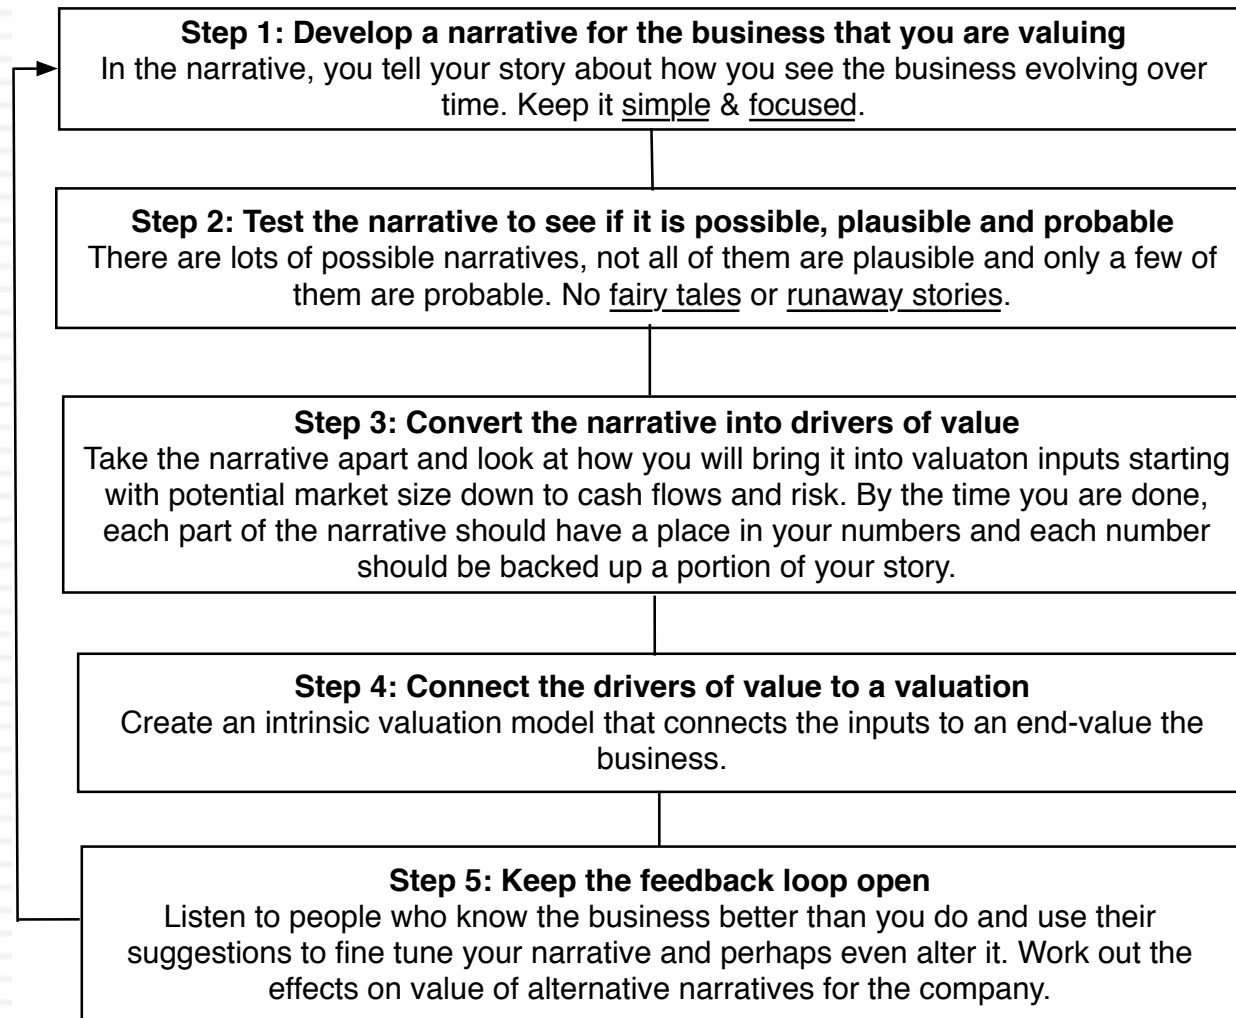 Step 1: Develop a narrative for the business that you are valuing
In the narrative, you tell your story about how you see the business evolving over
time. Keep it simple & focused.
Step 2: Test the narrative to see if it is possible, plausible and probable
There are lots of possible narratives, not all of them are plausible and only a few of
them are probable. No fairy tales or runaway stories.
Step 3: Convert the narrative into drivers of value
Take the narrative apart and look at how you will bring it into valuaton inputs starting
with potential market size down to cash flows and risk. By the time you are done,
each part of the narrative should have a place in your numbers and each number
should be backed up a portion of your story.
Step 4: Connect the drivers of value to a valuation
Create an intrinsic valuation model that connects the inputs to an end-value the
business.
Step 5: Keep the feedback loop open
Listen to people who know the business better than you do and use their
suggestions to fine tune your narrative and perhaps even alter it. Work out the
effects on value of alternative narratives for the company.